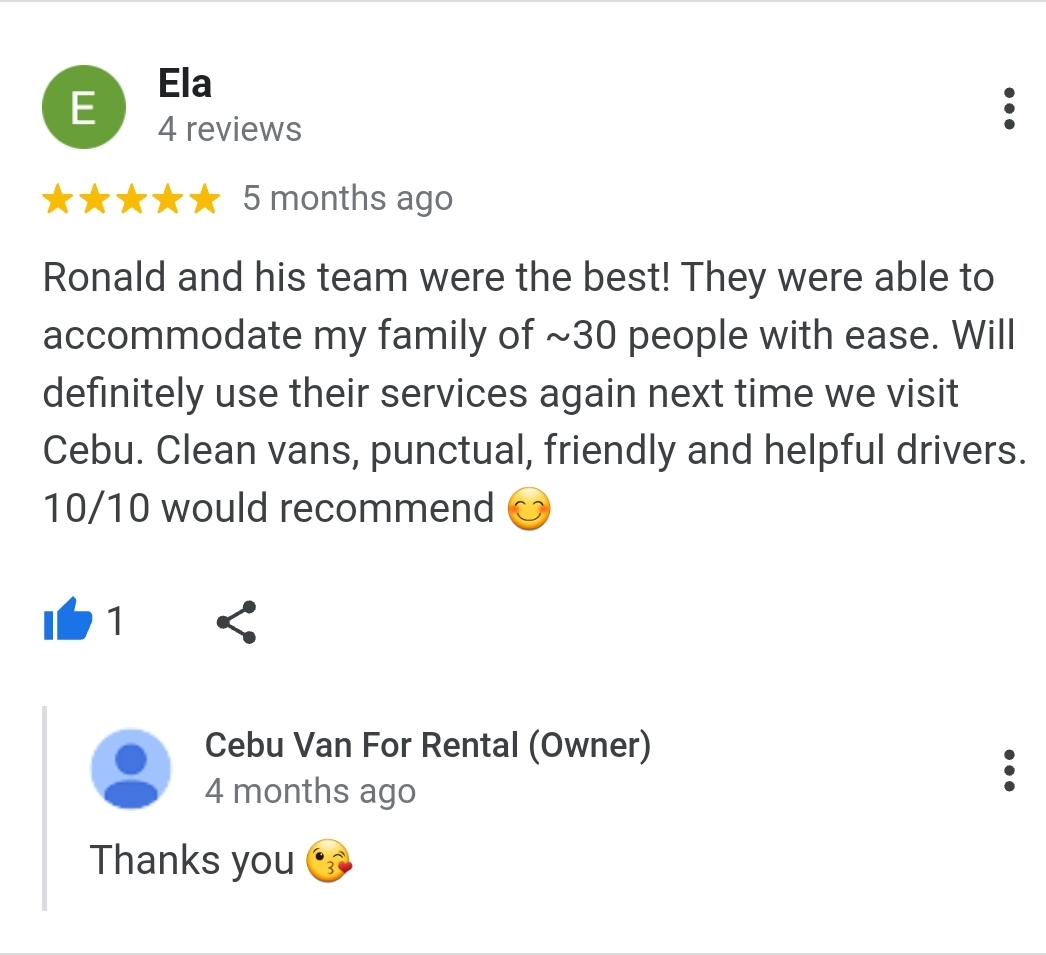 E
Ela
4 reviews
5 months ago
Ronald and his team were the best! They were able to
accommodate my family of ~30 people with ease. Will
definitely use their services again next time we visit
Cebu. Clean vans, punctual, friendly and helpful drivers.
10/10 would recommend 😊
1
Cebu Van For Rental (Owner)
4 months ago
Thanks you 😘